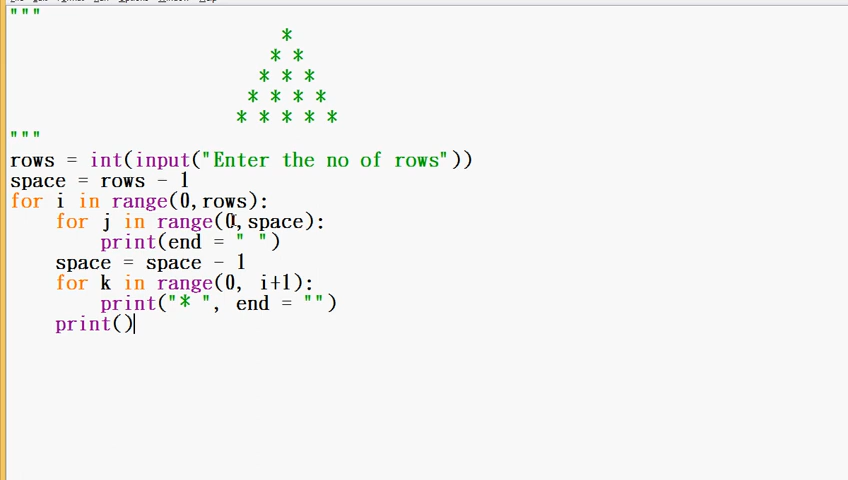 """
*
* *
* * *
* * * *
* * * * *
"""
rows = int(input("Enter the no of rows"))
space = rows - 1
for i in range(0,rows):
    for j in range(0,space):
        print(end = " ")
    space = space - 1
    for k in range(0, i+1):
        print("* ", end = "")
    print()